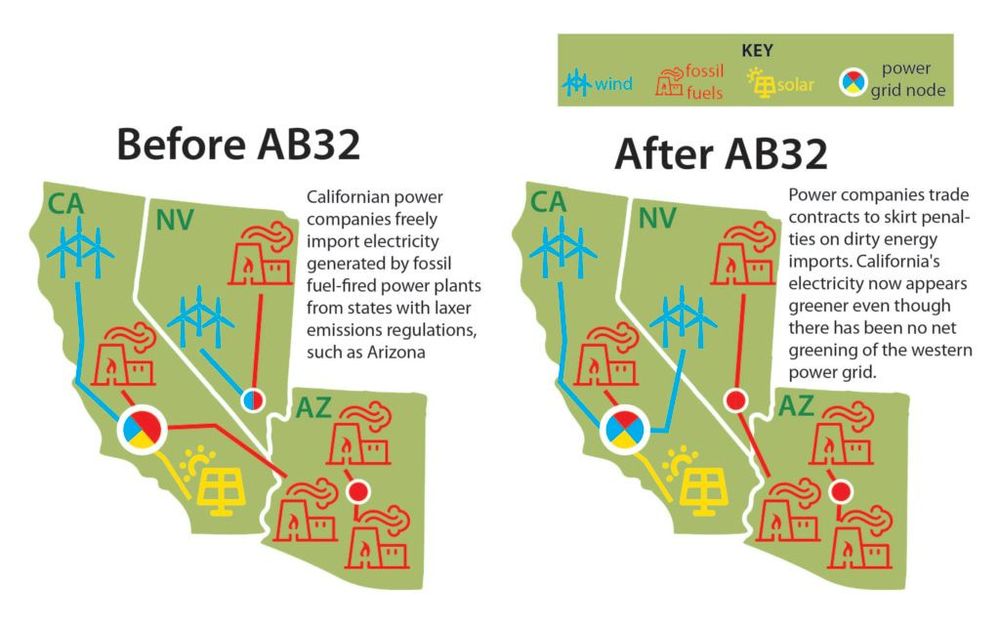 KEY
wind
fossil
fuels
solar
power
grid node
Before AB32
CA
NV
AZ
Californian power
companies freely
import electricity
generated by fossil
fuel-fired power plants
from states with laxer
emissions regulations,
such as Arizona
After AB32
CA
NV
AZ
Power companies trade
contracts to skirt penal-
ties on dirty energy
imports. California's
electricity now appears
greener even though
there has been no net
greening of the western
power grid.